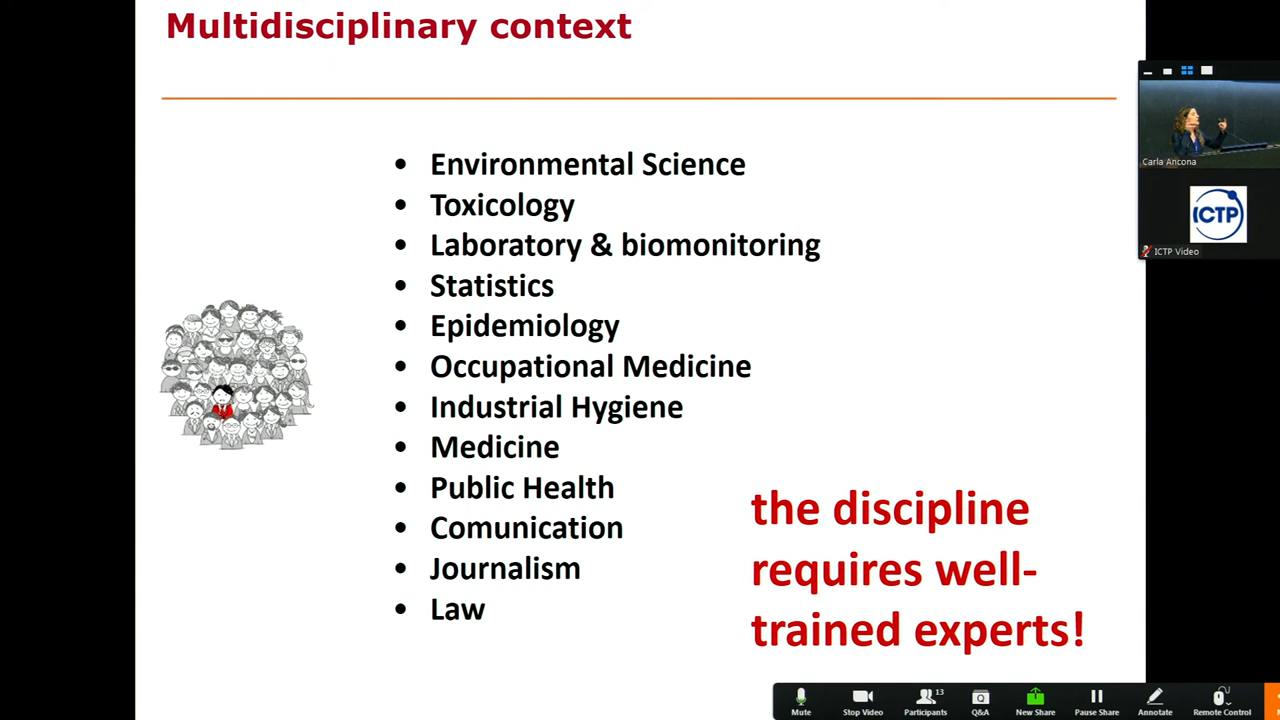 Multidisciplinary context
• Environmental Science
• Toxicology
• Laboratory & biomonitoring
• Statistics
• Epidemiology
• Occupational Medicine
• Industrial Hygiene
• Medicine
• Public Health
• Comunication
• Journalism
• Law
the discipline
requires well-
trained experts!
Carla Ancona
ICTP
ICTP Video
Mute
Stop Video
Participants 13
Q&A
New Share
Pause Share
Annotate
Remote Control